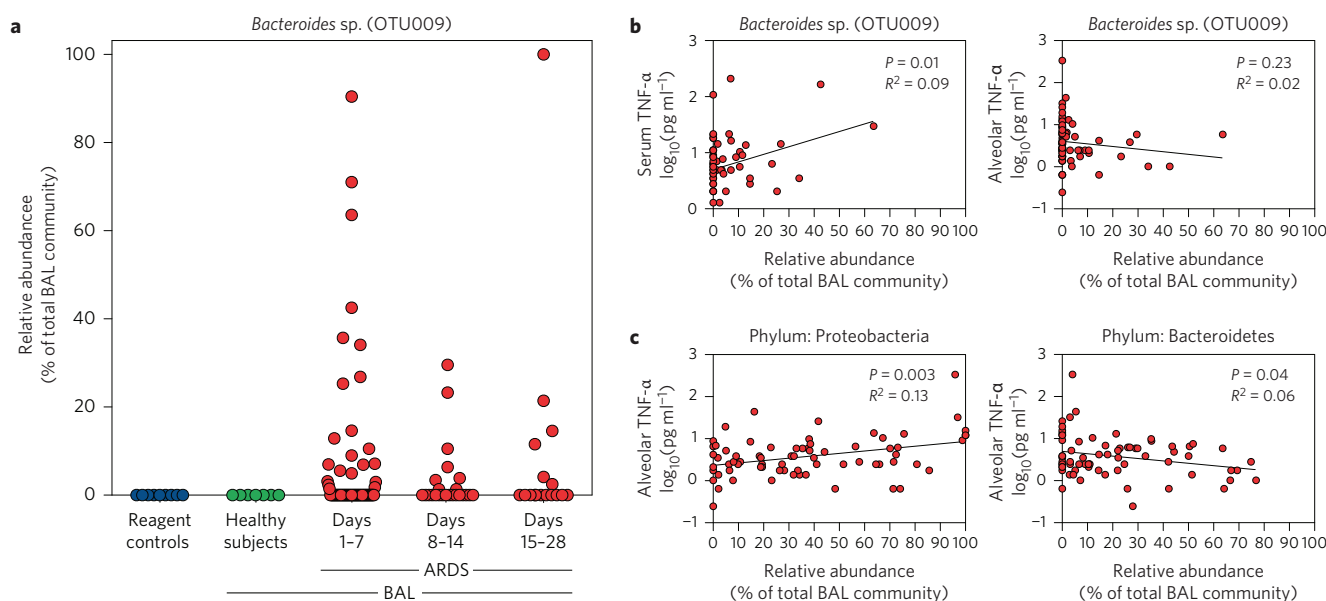 a
Bacteroides sp. (OTU009)
Relative abundancee
(% of total BAL community)
100
80
60
40
20
0
Reagent
controls
Healthy
subjects
Days
1–7
Days
8–14
Days
15–28
ARDS
BAL
b
Bacteroides sp. (OTU009)
Serum TNF-α
log10(pg ml−1)
3
2
1
0
P = 0.01
R2 = 0.09
0 10 20 30 40 50 60 70 80 90 100
Relative abundance
(% of total BAL community)
Bacteroides sp. (OTU009)
Alveolar TNF-α
log10(pg ml−1)
3
2
1
0
−1
P = 0.23
R2 = 0.02
0 10 20 30 40 50 60 70 80 90 100
Relative abundance
(% of total BAL community)
c
Phylum: Proteobacteria
Alveolar TNF-α
log10(pg ml−1)
3
2
1
0
−1
P = 0.003
R2 = 0.13
0 10 20 30 40 50 60 70 80 90 100
Relative abundance
(% of total BAL community)
Phylum: Bacteroidetes
Alveolar TNF-α
log10(pg ml−1)
3
2
1
0
−1
P = 0.04
R2 = 0.06
0 10 20 30 40 50 60 70 80 90 100
Relative abundance
(% of total BAL community)